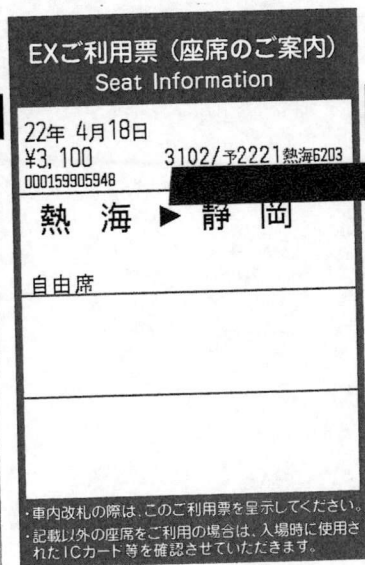 EXご利用票（座席のご案内）
Seat Information
22年 4月18日
¥3,100 3102/予2221熱海6203
000159905948
熱 海 ▶ 静 岡
自由席
・車内改札の際は、このご利用票を呈示してください。
・記載以外の座席をご利用の場合は、入場時に使用さ
れたICカード等を確認させていただきます。